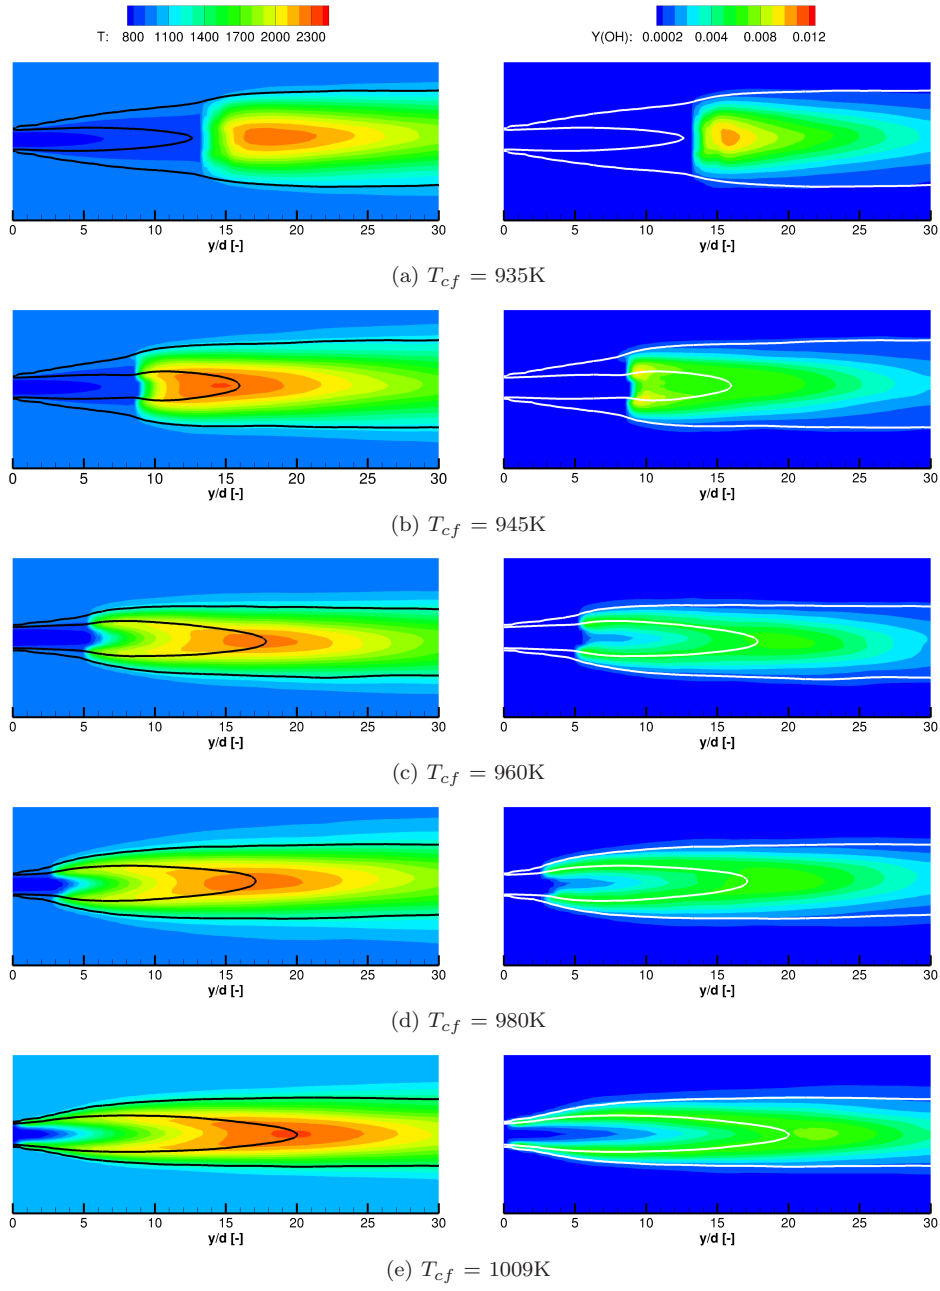 T: 800 1100 1400 1700 2000 2300 Y(OH): 0.0002 0.004 0.008 0.012
0 5 10 15 20 25 30 0 5 10 15 20 25 30
y/d [-] y/d [-]
(a) T_cf = 935K
0 5 10 15 20 25 30 0 5 10 15 20 25 30
y/d [-] y/d [-]
(b) T_cf = 945K
0 5 10 15 20 25 30 0 5 10 15 20 25 30
y/d [-] y/d [-]
(c) T_cf = 960K
0 5 10 15 20 25 30 0 5 10 15 20 25 30
y/d [-] y/d [-]
(d) T_cf = 980K
0 5 10 15 20 25 30 0 5 10 15 20 25 30
y/d [-] y/d [-]
(e) T_cf = 1009K